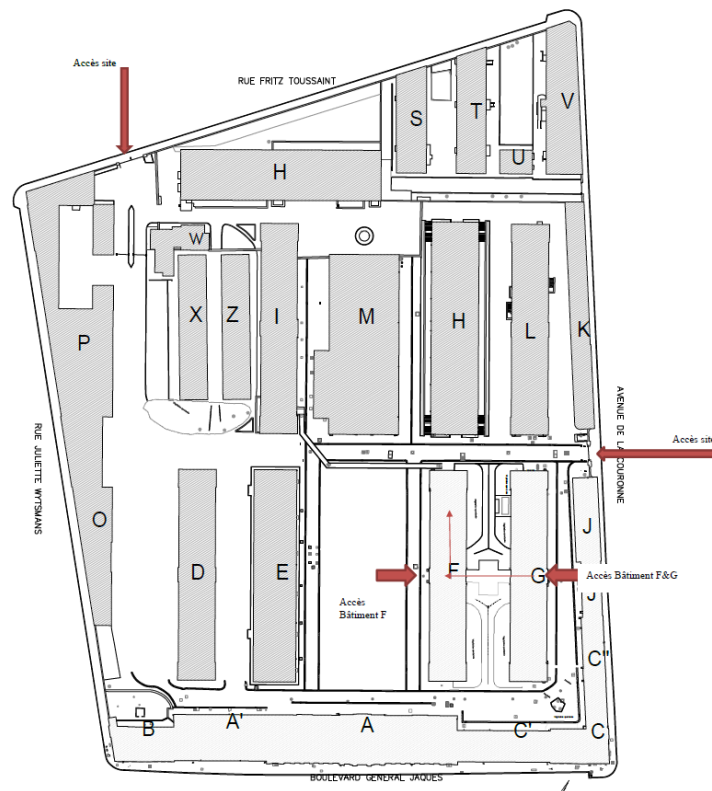 Accès site
RUE FRITZ TOUSSAINT
V
S
T
U
H
W
X
Z
I
M
H
L
K
P
AVENUE DE LA COURONNE
Accès site
RUE JULIETTE WYTSMANS
O
J
D
E
F
G
Accès Bâtiment F&G
J
Accès
Bâtiment F
C"
B
A'
A
C'
C
BOULEVARD GENERAL JAQUES